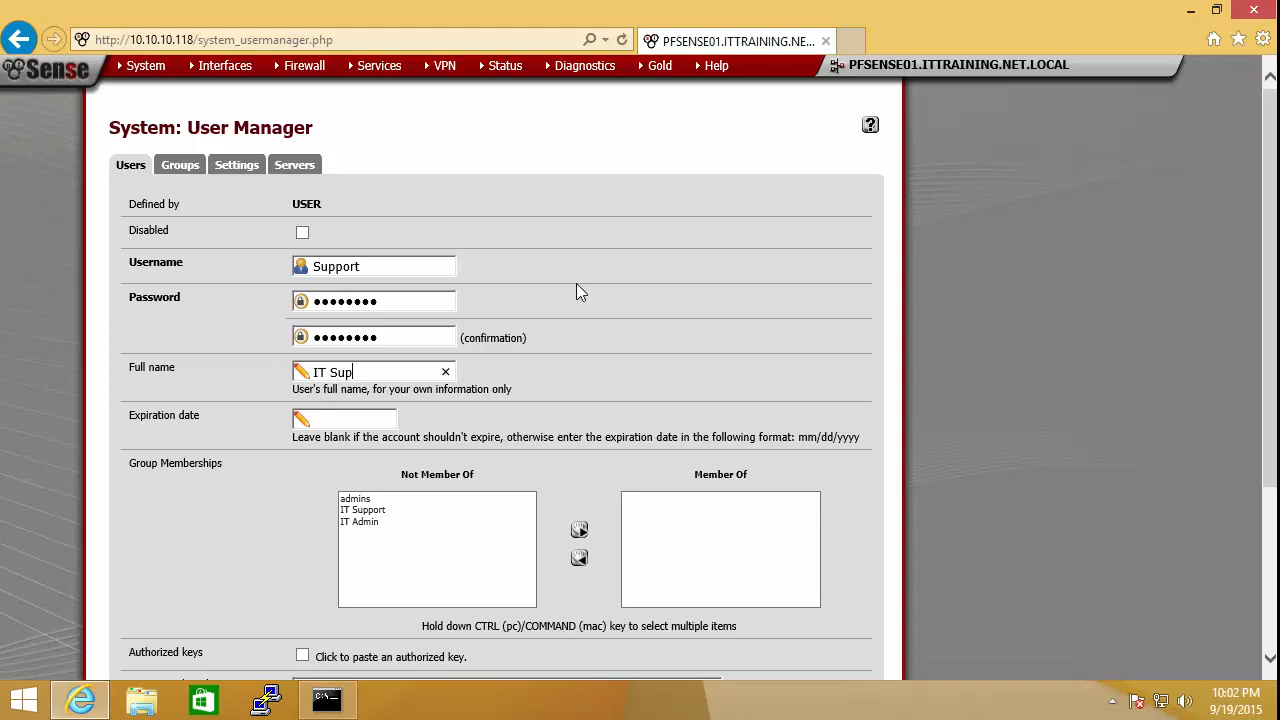 http://10.10.10.118/system_usermanager.php
PFSENSE01.ITTRAINING.NE...
Sense
System
Interfaces
Firewall
Services
VPN
Status
Diagnostics
Gold
Help
PFSENSE01.ITTRAINING.NET.LOCAL
System: User Manager
?
Users
Groups
Settings
Servers
Defined by
USER
Disabled
Username
Support
Password
••••••••
•••••••• (confirmation)
Full name
IT Sup
User's full name, for your own information only
Expiration date
Leave blank if the account shouldn't expire, otherwise enter the expiration date in the following format: mm/dd/yyyy
Group Memberships
Not Member Of
Member Of
admins
IT Support
IT Admin
Hold down CTRL (pc)/COMMAND (mac) key to select multiple items
Authorized keys
Click to paste an authorized key.
10:02 PM
9/19/2015